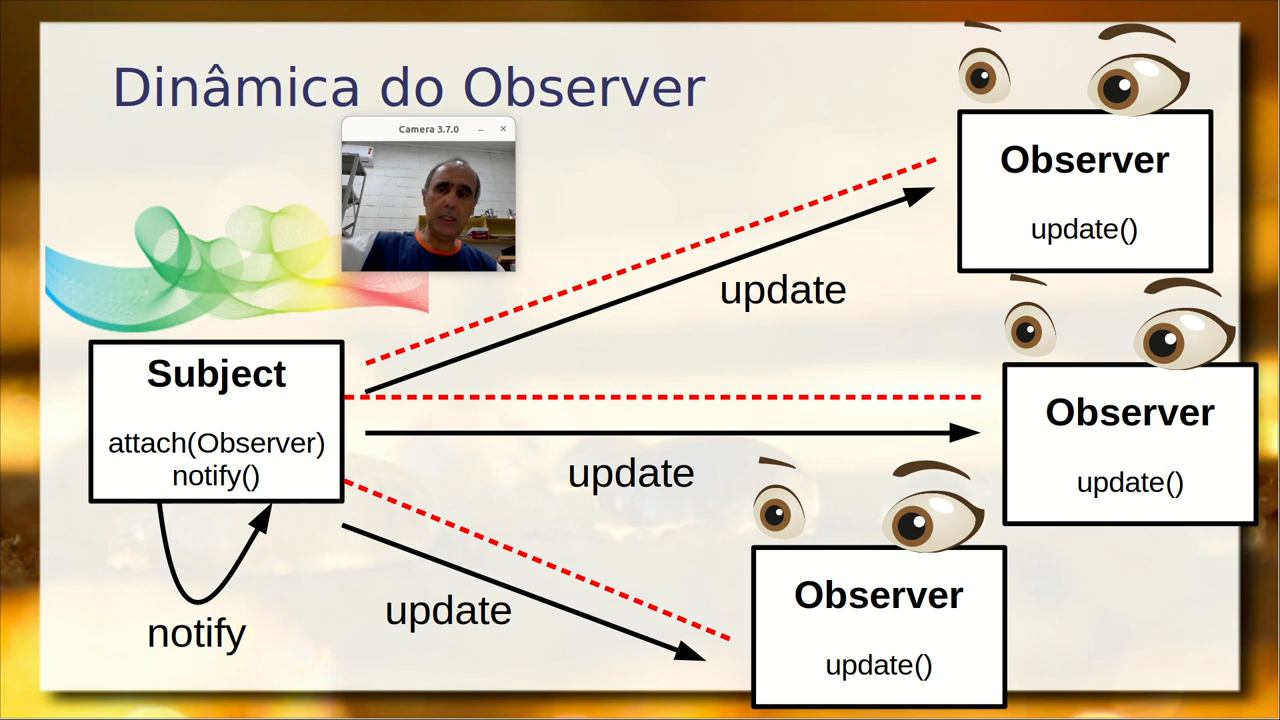 Dinâmica do Observer
Camera 3.7.0
Observer
update()
update
Subject
attach(Observer)
notify()
Observer
update()
update
notify
update
Observer
update()